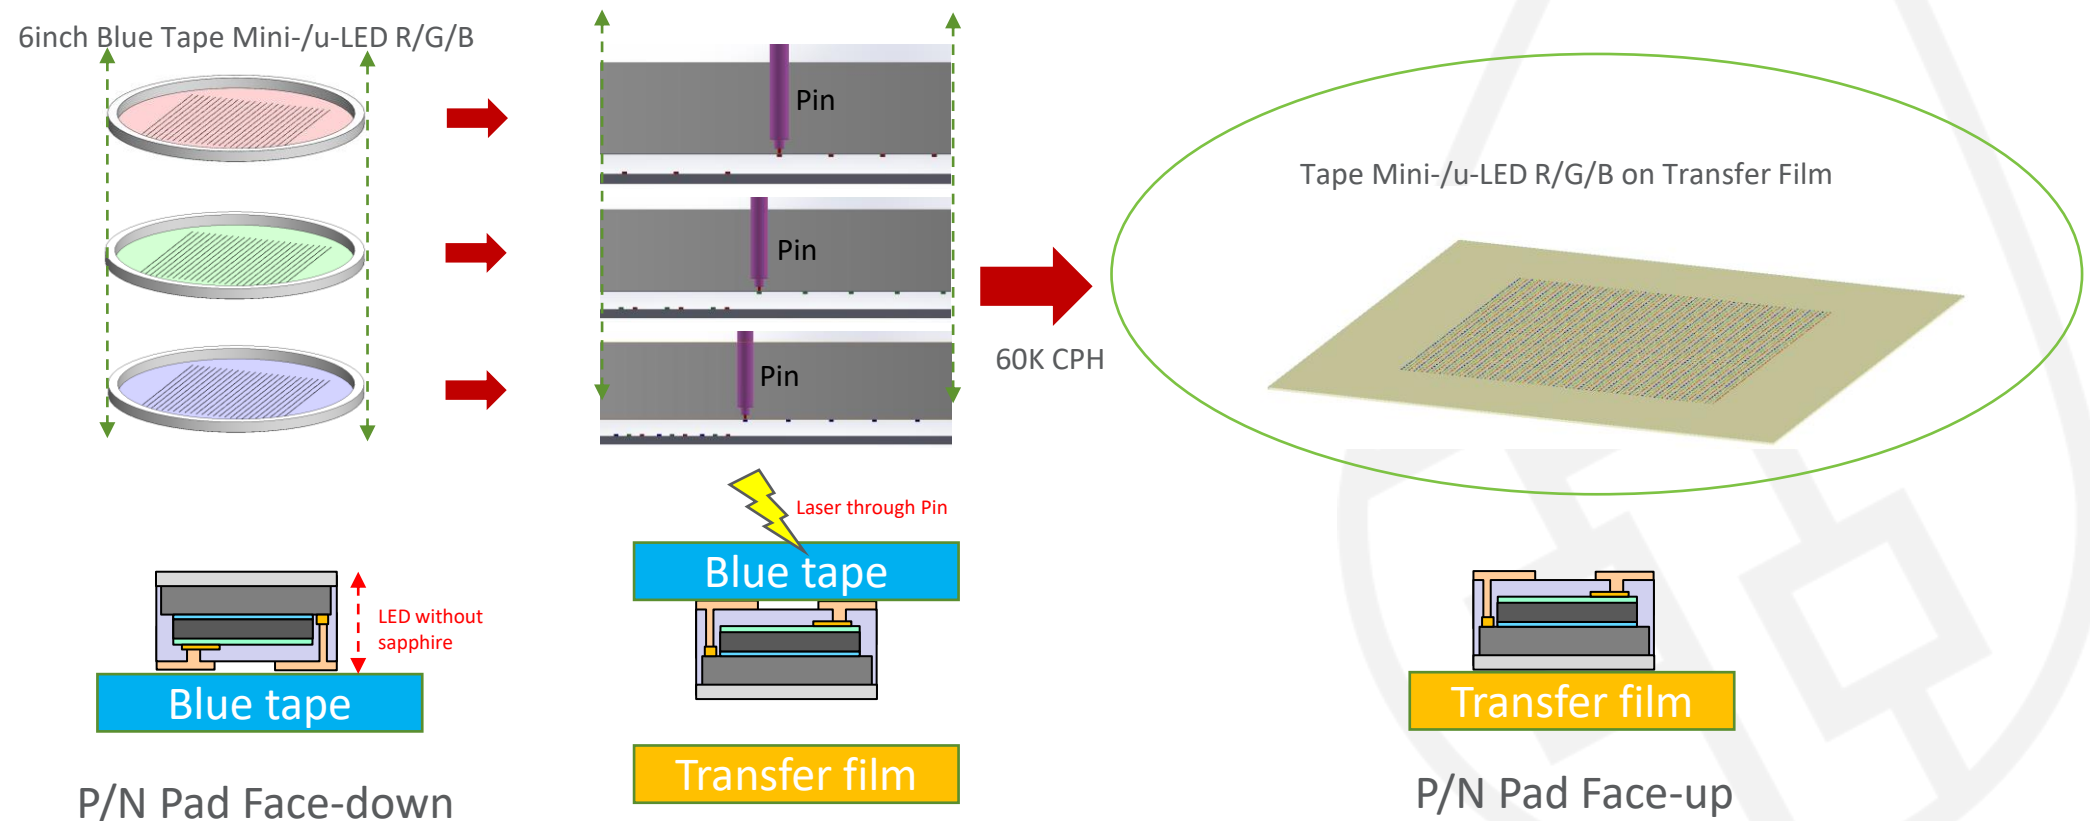 6inch Blue Tape Mini-/u-LED R/G/B
Pin
Pin
Pin
60K CPH
Tape Mini-/u-LED R/G/B on Transfer Film
Laser through Pin
LED without
sapphire
Blue tape
Blue tape
Transfer film
Transfer film
P/N Pad Face-down
P/N Pad Face-up